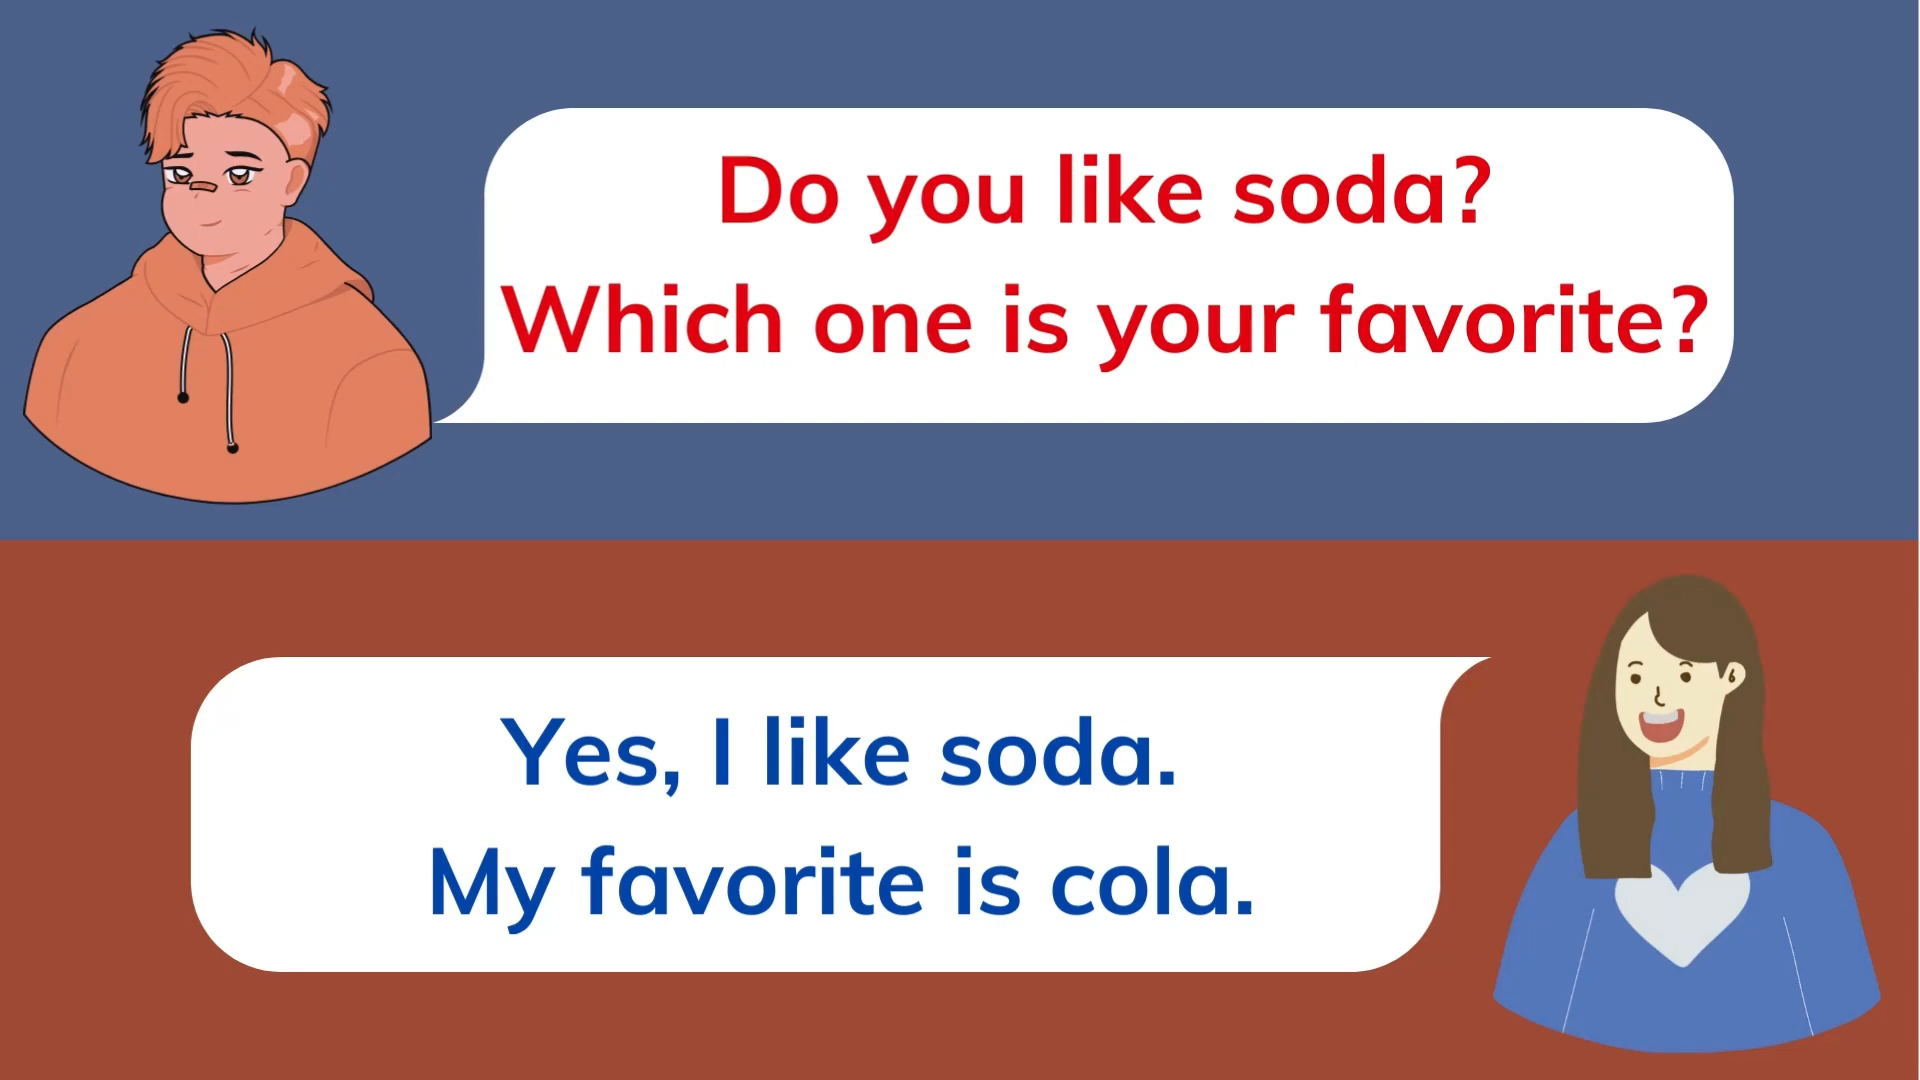 Do you like soda?
Which one is your favorite?
Yes, I like soda.
My favorite is cola.